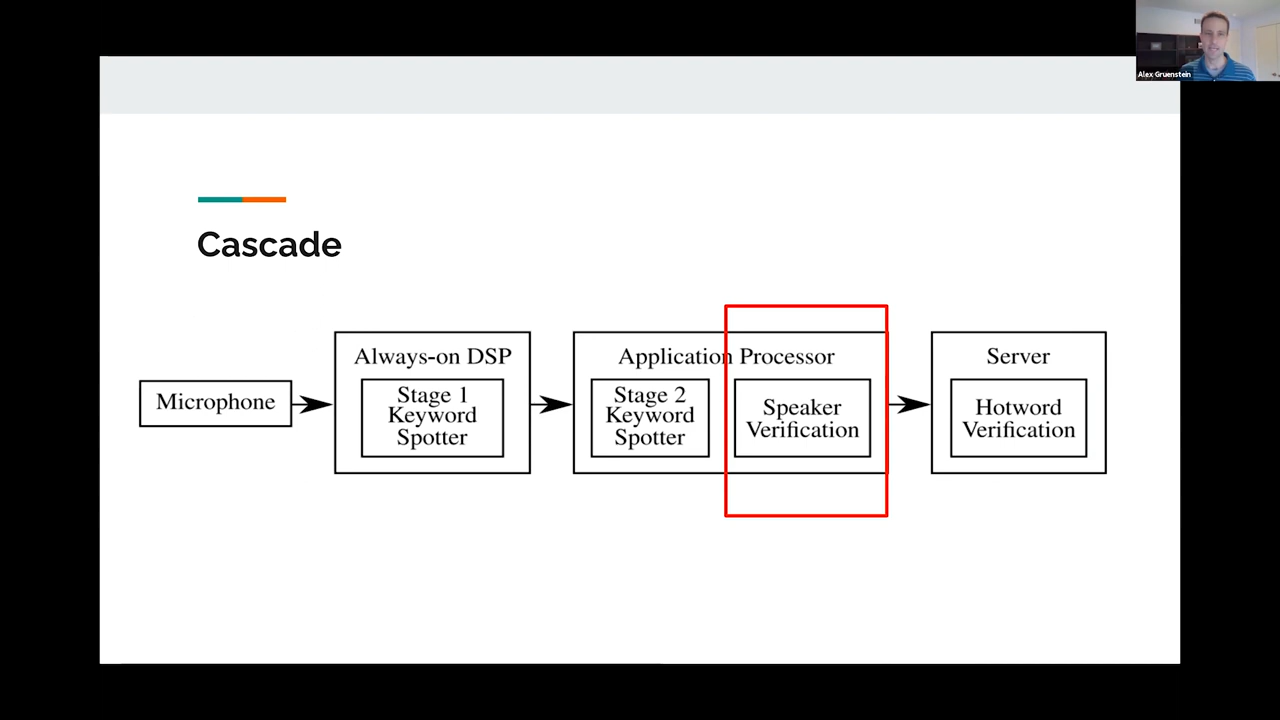 Alex Gruenstein
Cascade
Microphone
Always-on DSP
Stage 1
Keyword
Spotter
Application Processor
Stage 2
Keyword
Spotter
Speaker
Verification
Server
Hotword
Verification